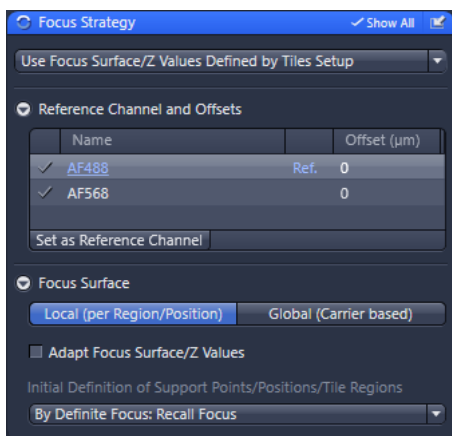 Focus Strategy
Show All
Use Focus Surface/Z Values Defined by Tiles Setup
Reference Channel and Offsets
Name Offset (µm)
AF488 Ref. 0
AF568 0
Set as Reference Channel
Focus Surface
Local (per Region/Position) Global (Carrier based)
Adapt Focus Surface/Z Values
Initial Definition of Support Points/Positions/Tile Regions
By Definite Focus: Recall Focus